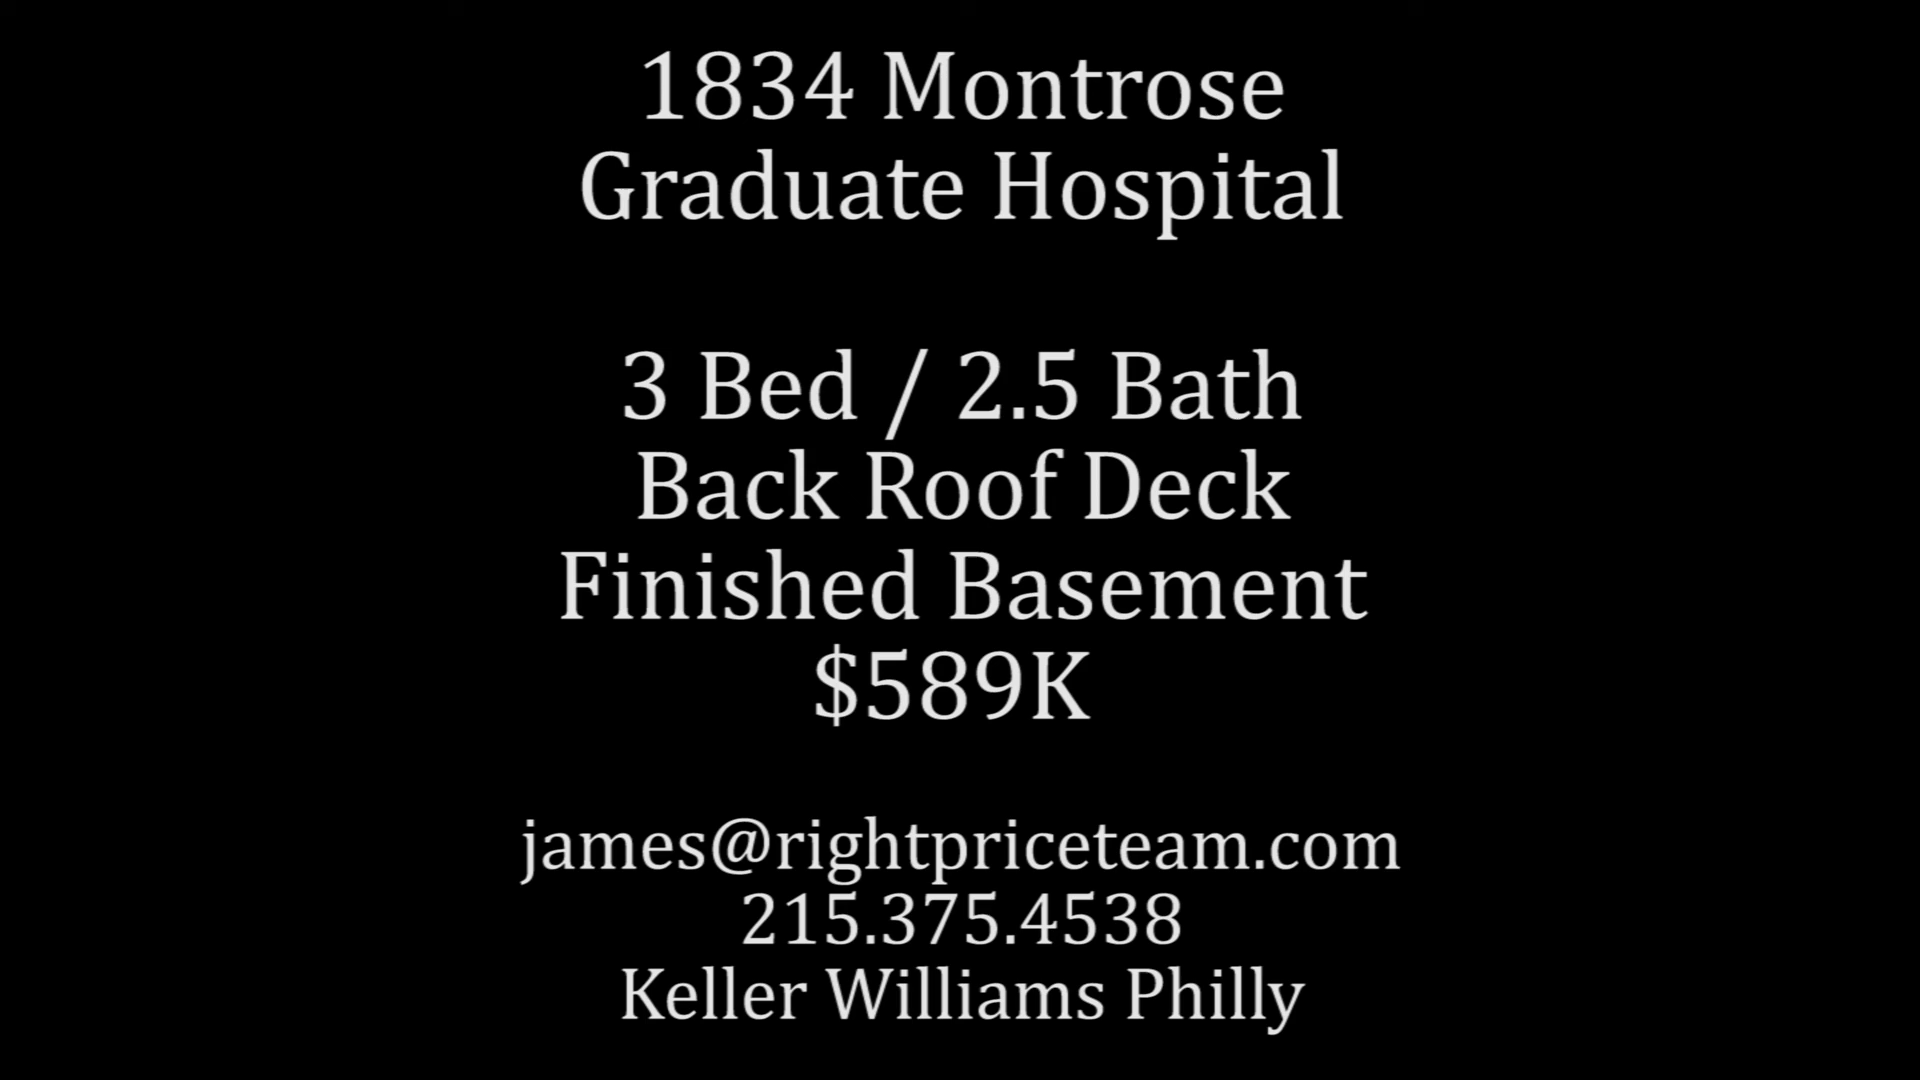 1834 Montrose
Graduate Hospital
3 Bed / 2.5 Bath
Back Roof Deck
Finished Basement
$589K
james@rightpriceteam.com
215.375.4538
Keller Williams Philly